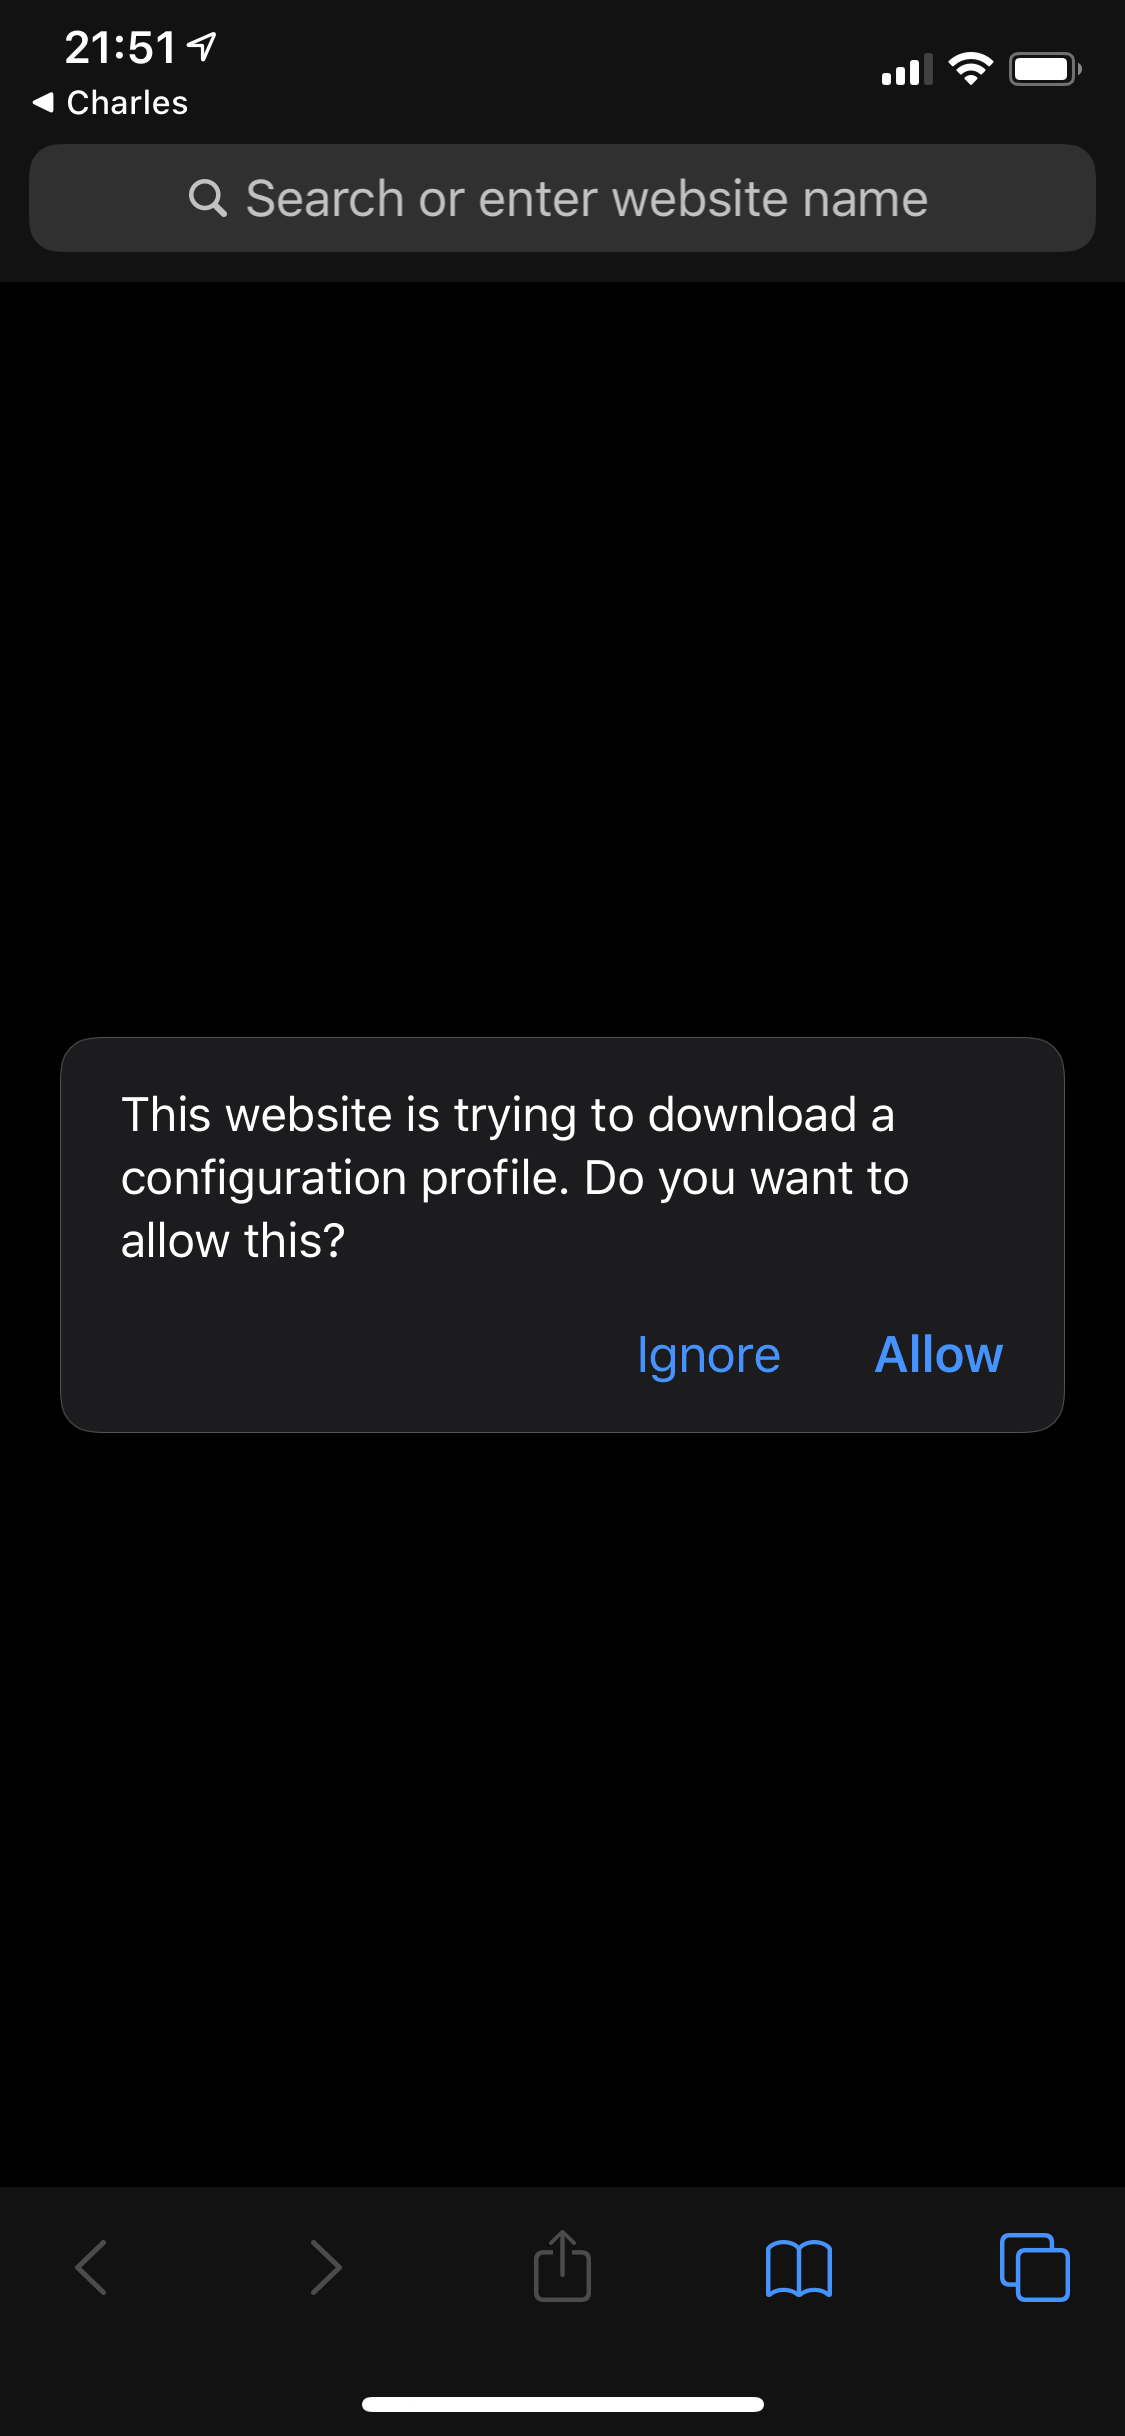 21:51
Charles
Search or enter website name
This website is trying to download a
configuration profile. Do you want to
allow this?
Ignore Allow